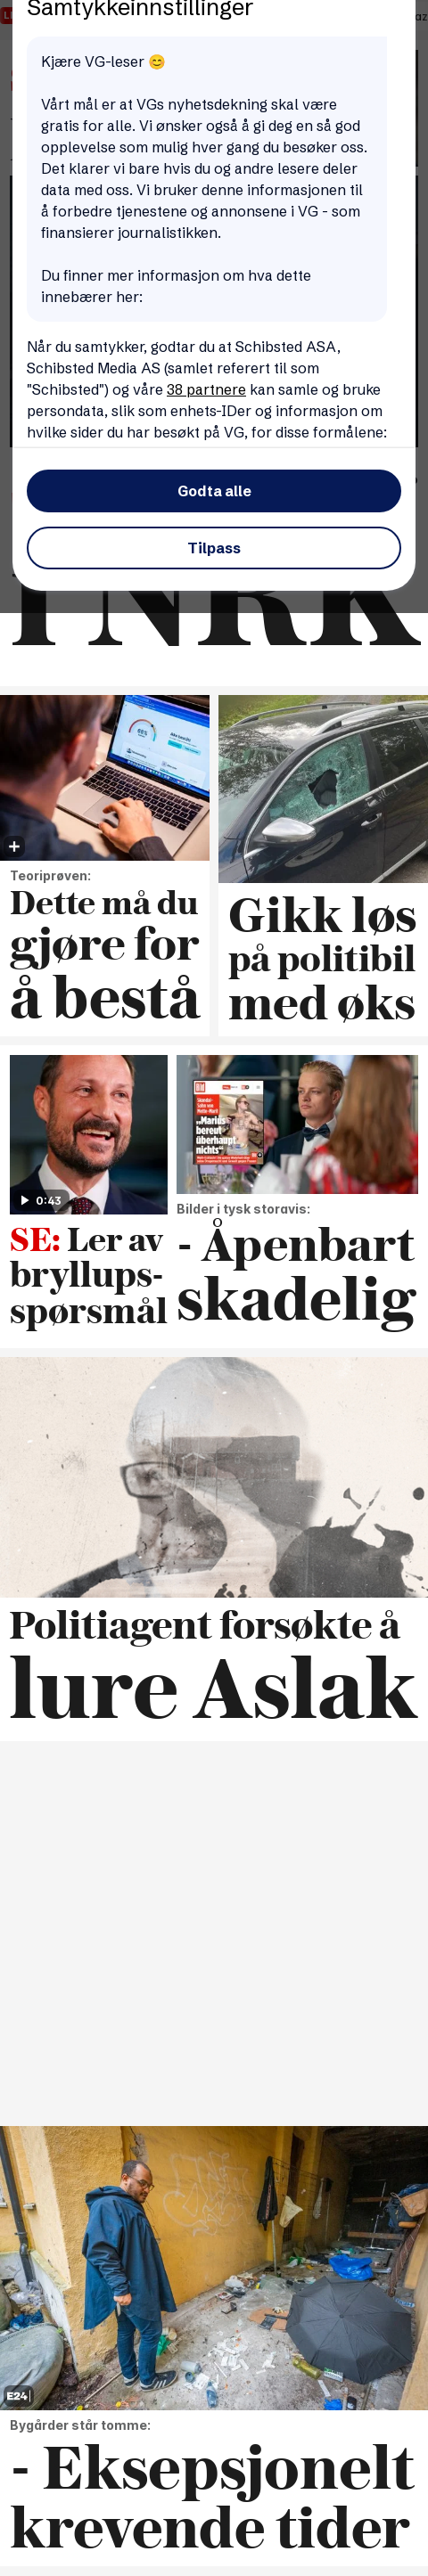 Samtykkeinnstillinger
Kjære VG-leser 😊
Vårt mål er at VGs nyhetsdekning skal være
gratis for alle. Vi ønsker også å gi deg en så god
opplevelse som mulig hver gang du besøker oss.
Det klarer vi bare hvis du og andre lesere deler
data med oss. Vi bruker denne informasjonen til
å forbedre tjenestene og annonsene i VG - som
finansierer journalistikken.
Du finner mer informasjon om hva dette
innebærer her:
Når du samtykker, godtar du at Schibsted ASA,
Schibsted Media AS (samlet referert til som
"Schibsted") og våre 38 partnere kan samle og bruke
persondata, slik som enhets-IDer og informasjon om
hvilke sider du har besøkt på VG, for disse formålene:
Godta alle
Tilpass
NRK
Teoriprøven:
Dette må du
gjøre for
å bestå
Gikk løs
på politibil
med øks
0:43
SE: Ler av
bryllups-
spørsmål
Bild
„Marius
bereut
überhaupt
nichts“
Bilder i tysk storavis:
- Åpenbart
skadelig
Politiagent forsøkte å
lure Aslak
E24
Bygårder står tomme:
- Eksepsjonelt
krevende tider